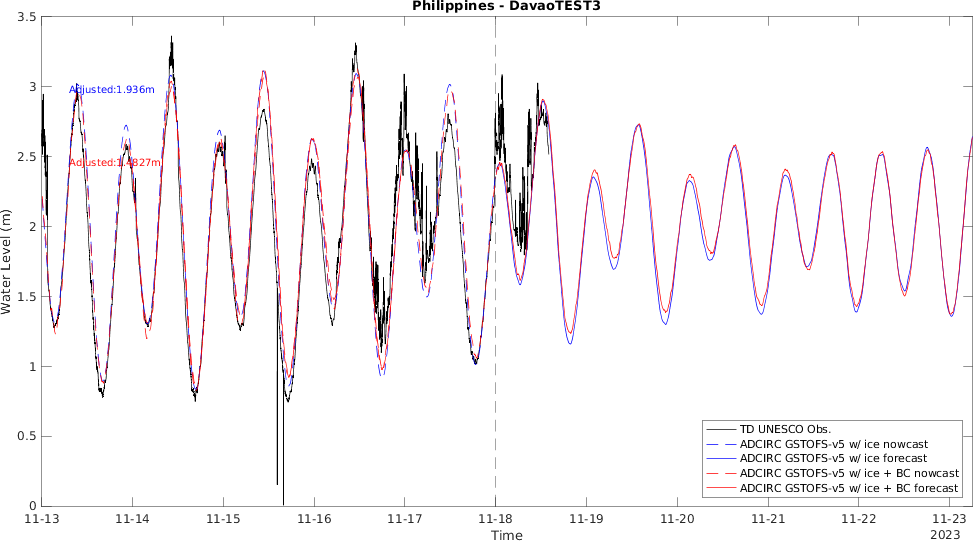 Philippines - DavaoTEST3
3.5
3
2.5
2
1.5
1
0.5
0
Water Level (m)
Adjusted:1.936m
Adjusted:1.4827m
TD UNESCO Obs.
ADCIRC GSTOFS-v5 w/ ice nowcast
ADCIRC GSTOFS-v5 w/ ice forecast
ADCIRC GSTOFS-v5 w/ ice + BC nowcast
ADCIRC GSTOFS-v5 w/ ice + BC forecast
11-13 11-14 11-15 11-16 11-17 11-18 11-19 11-20 11-21 11-22 11-23
Time
2023